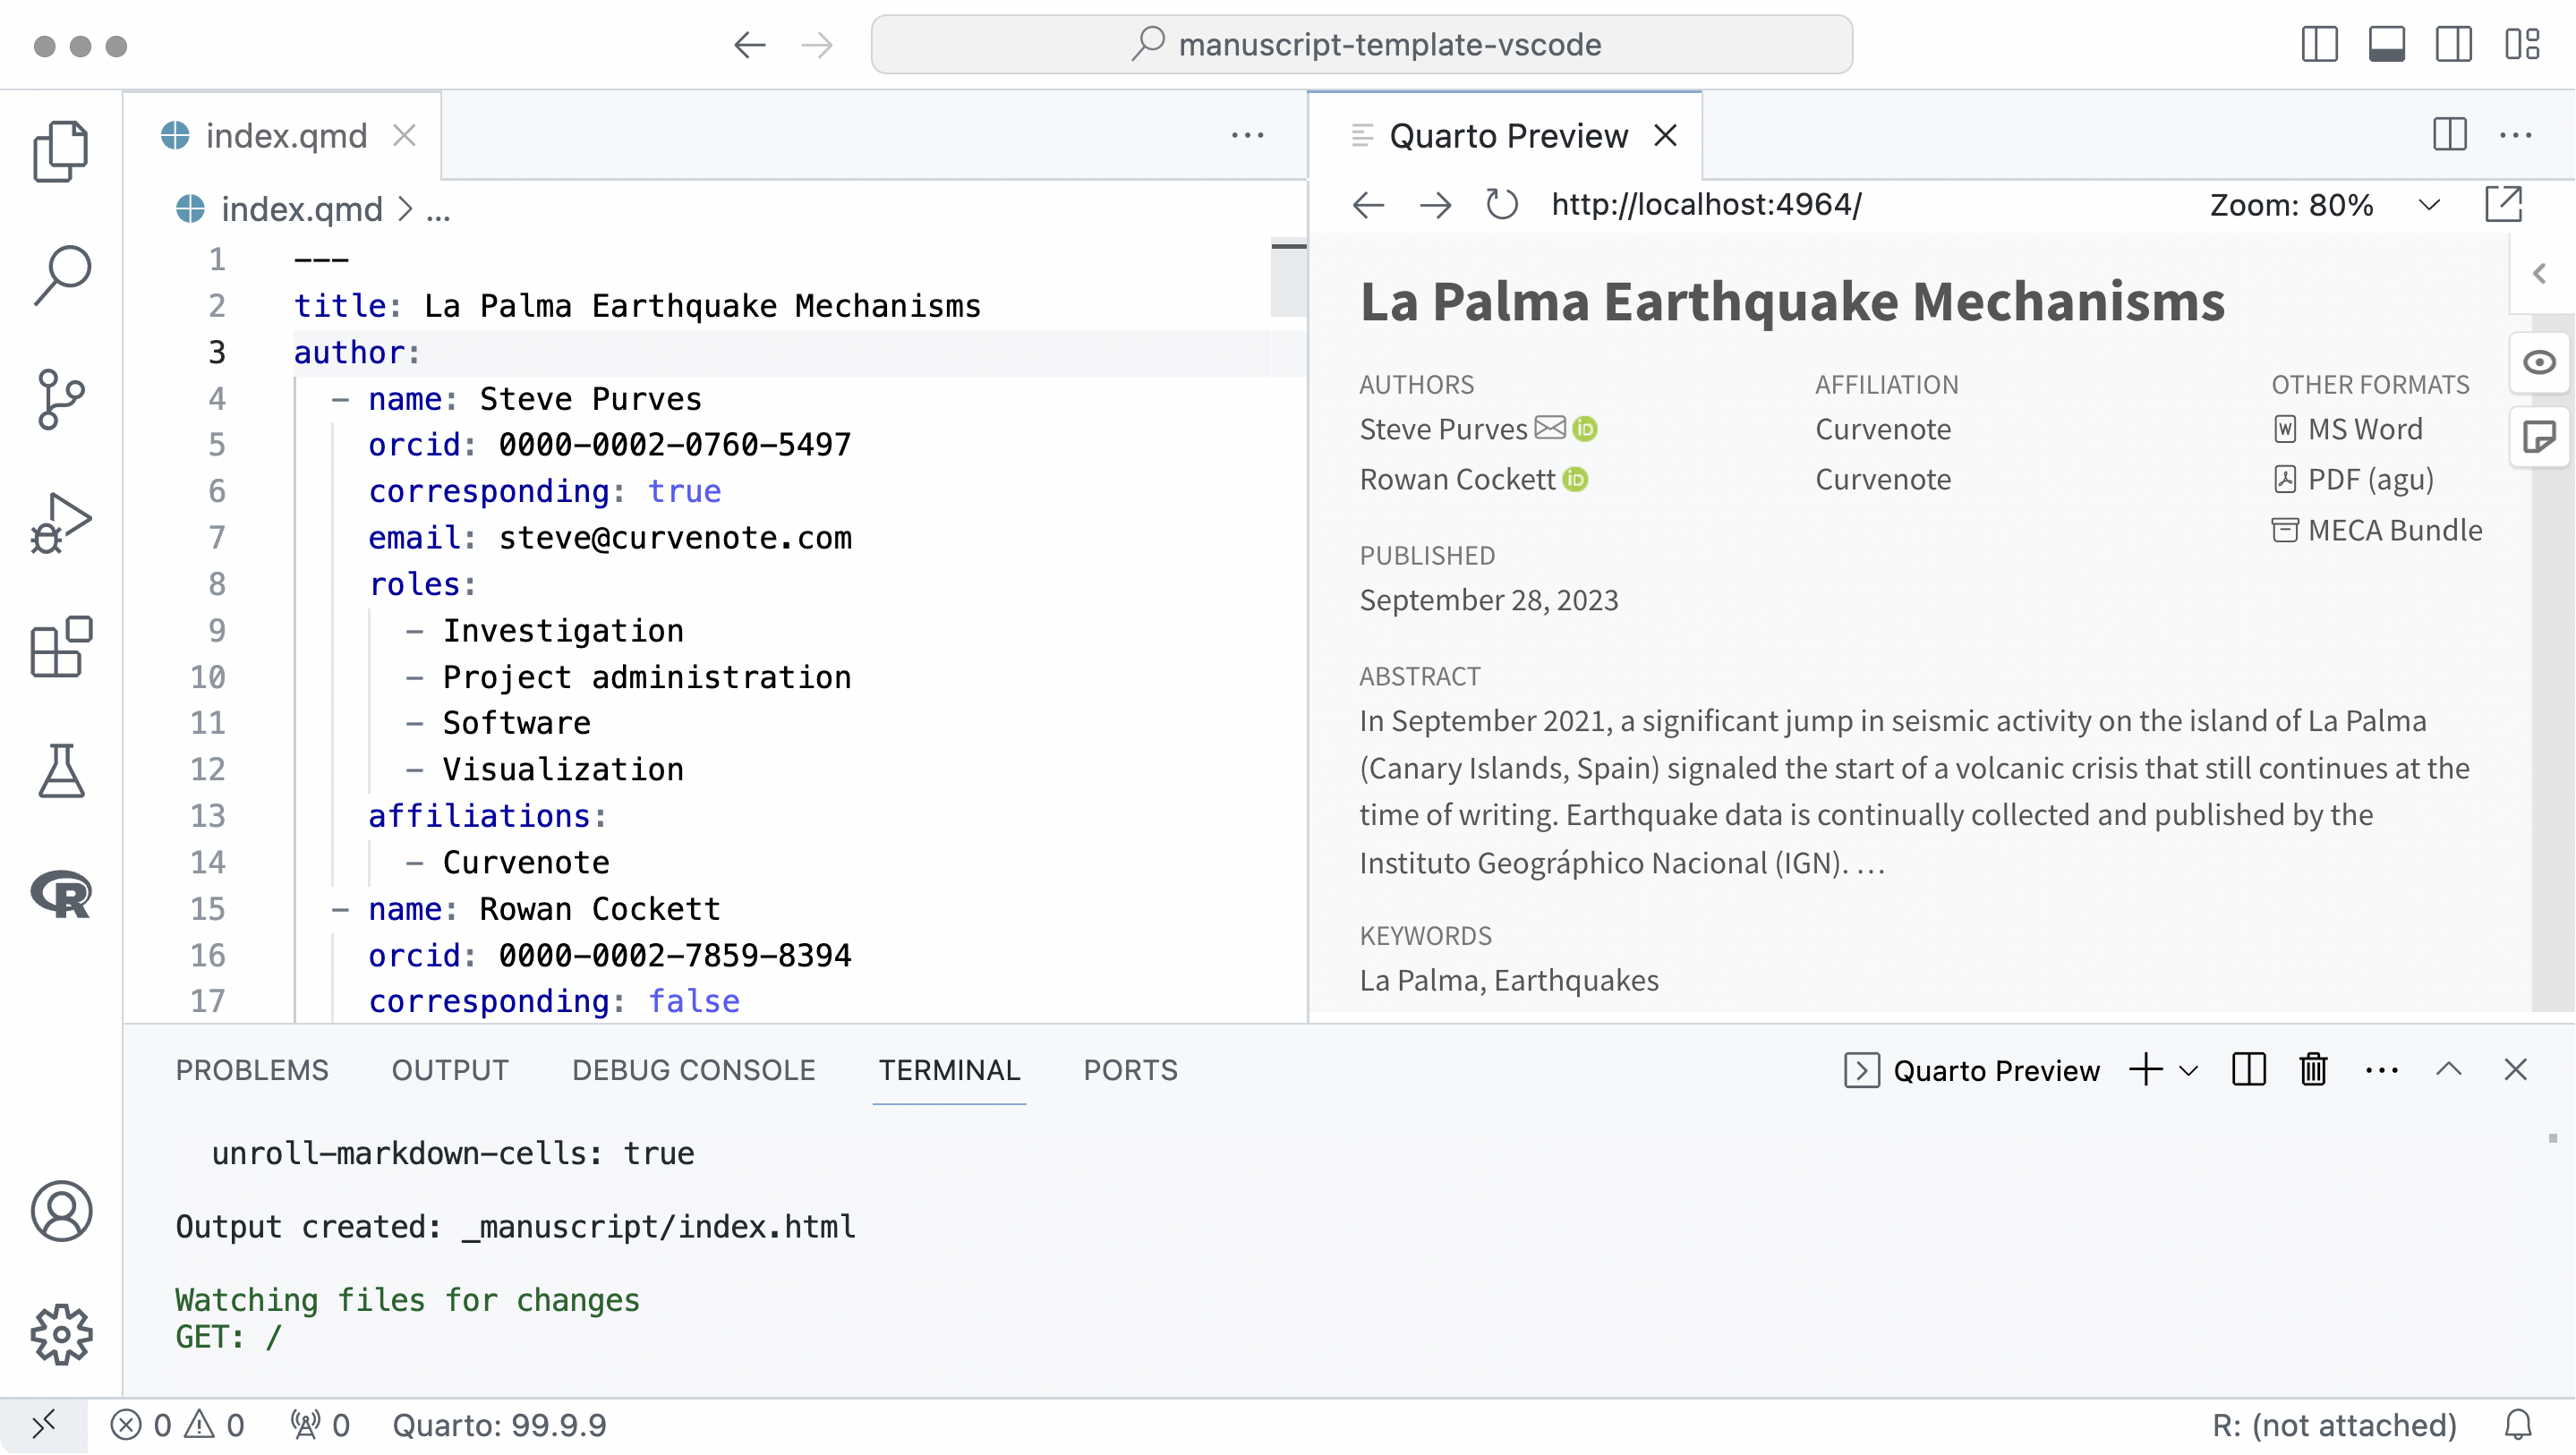 manuscript-template-vscode
index.qmd
index.qmd > ...
1 ---
2 title: La Palma Earthquake Mechanisms
3 author:
4 - name: Steve Purves
5 orcid: 0000-0002-0760-5497
6 corresponding: true
7 email: steve@curvenote.com
8 roles:
9 - Investigation
10 - Project administration
11 - Software
12 - Visualization
13 affiliations:
14 - Curvenote
15 - name: Rowan Cockett
16 orcid: 0000-0002-7859-8394
17 corresponding: false
Quarto Preview
http://localhost:4964/ Zoom: 80%
La Palma Earthquake Mechanisms
AUTHORS AFFILIATION OTHER FORMATS
Steve Purves iD Curvenote MS Word
Rowan Cockett iD Curvenote PDF (agu)
MECA Bundle
PUBLISHED
September 28, 2023
ABSTRACT
In September 2021, a significant jump in seismic activity on the island of La Palma
(Canary Islands, Spain) signaled the start of a volcanic crisis that still continues at the
time of writing. Earthquake data is continually collected and published by the
Instituto Geográphico Nacional (IGN). …
KEYWORDS
La Palma, Earthquakes
PROBLEMS OUTPUT DEBUG CONSOLE TERMINAL PORTS Quarto Preview
unroll-markdown-cells: true
Output created: _manuscript/index.html
Watching files for changes
GET: /
0 0 0 Quarto: 99.9.9 R: (not attached)